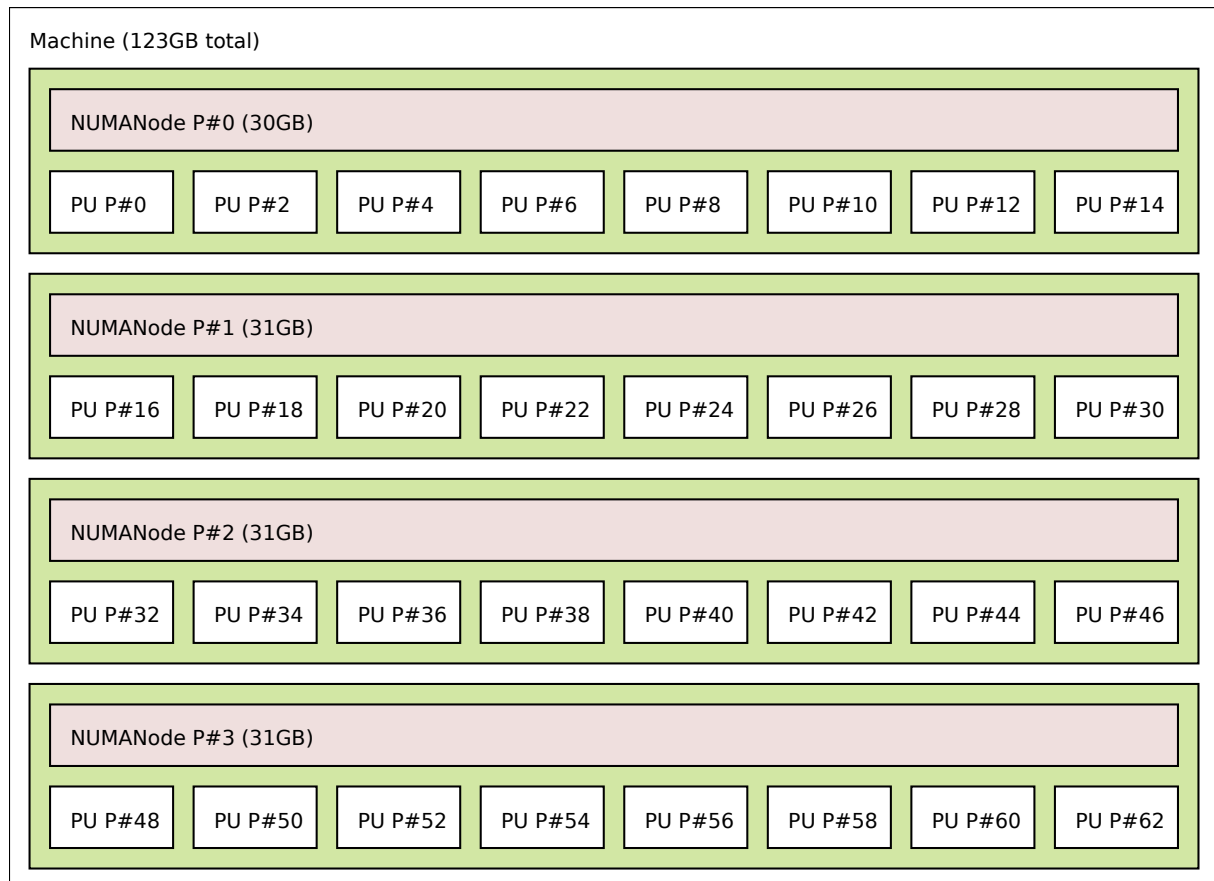 Machine (123GB total)
NUMANode P#0 (30GB)
PU P#0 PU P#2 PU P#4 PU P#6 PU P#8 PU P#10 PU P#12 PU P#14
NUMANode P#1 (31GB)
PU P#16 PU P#18 PU P#20 PU P#22 PU P#24 PU P#26 PU P#28 PU P#30
NUMANode P#2 (31GB)
PU P#32 PU P#34 PU P#36 PU P#38 PU P#40 PU P#42 PU P#44 PU P#46
NUMANode P#3 (31GB)
PU P#48 PU P#50 PU P#52 PU P#54 PU P#56 PU P#58 PU P#60 PU P#62